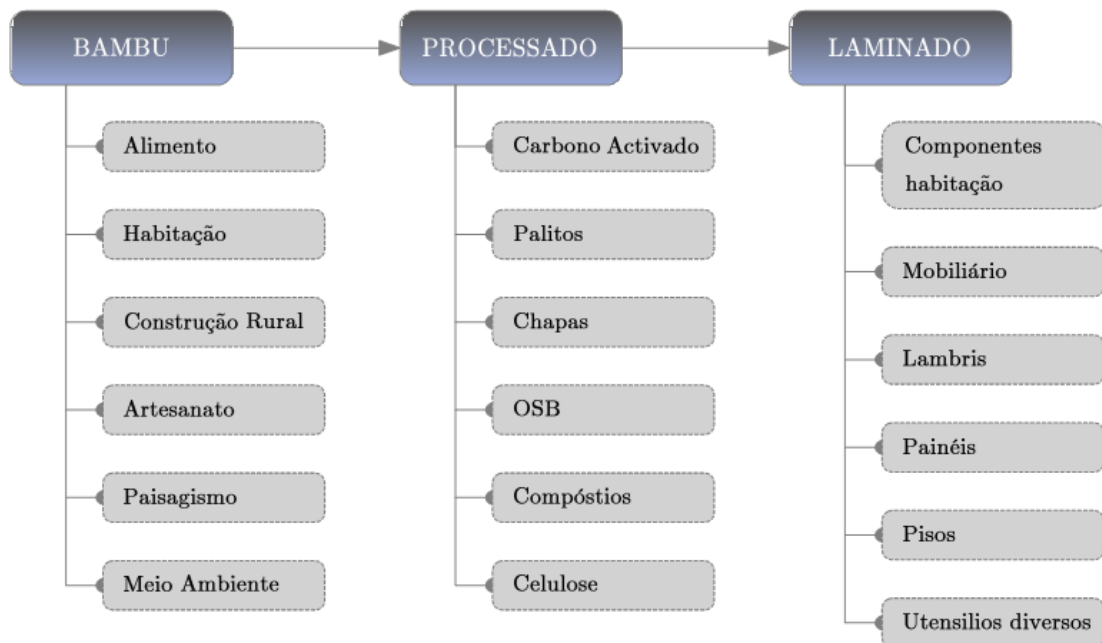 BAMBU
Alimento
Habitação
Construção Rural
Artesanato
Paisagismo
Meio Ambiente
PROCESSADO
Carbono Activado
Palitos
Chapas
OSB
Compóstios
Celulose
LAMINADO
Componentes
habitação
Mobiliário
Lambris
Painéis
Pisos
Utensilios diversos